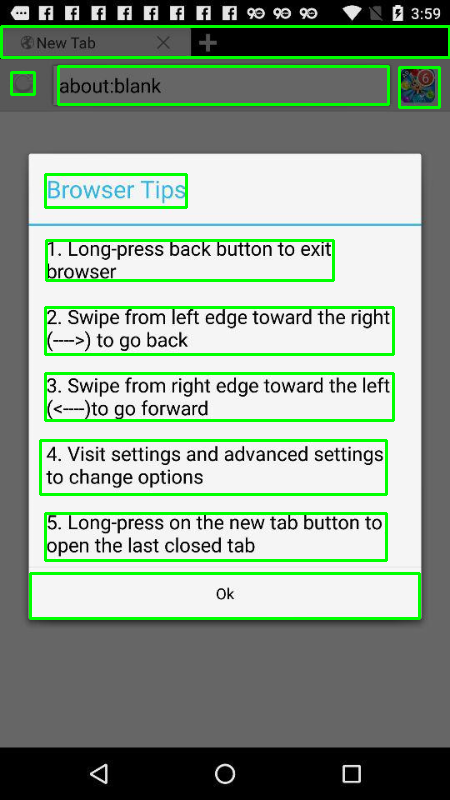 3:59
New Tab
about:blank
6
Browser Tips
1. Long-press back button to exit
browser
2. Swipe from left edge toward the right
(---->) to go back
3. Swipe from right edge toward the left
(<----)to go forward
4. Visit settings and advanced settings
to change options
5. Long-press on the new tab button to
open the last closed tab
Ok